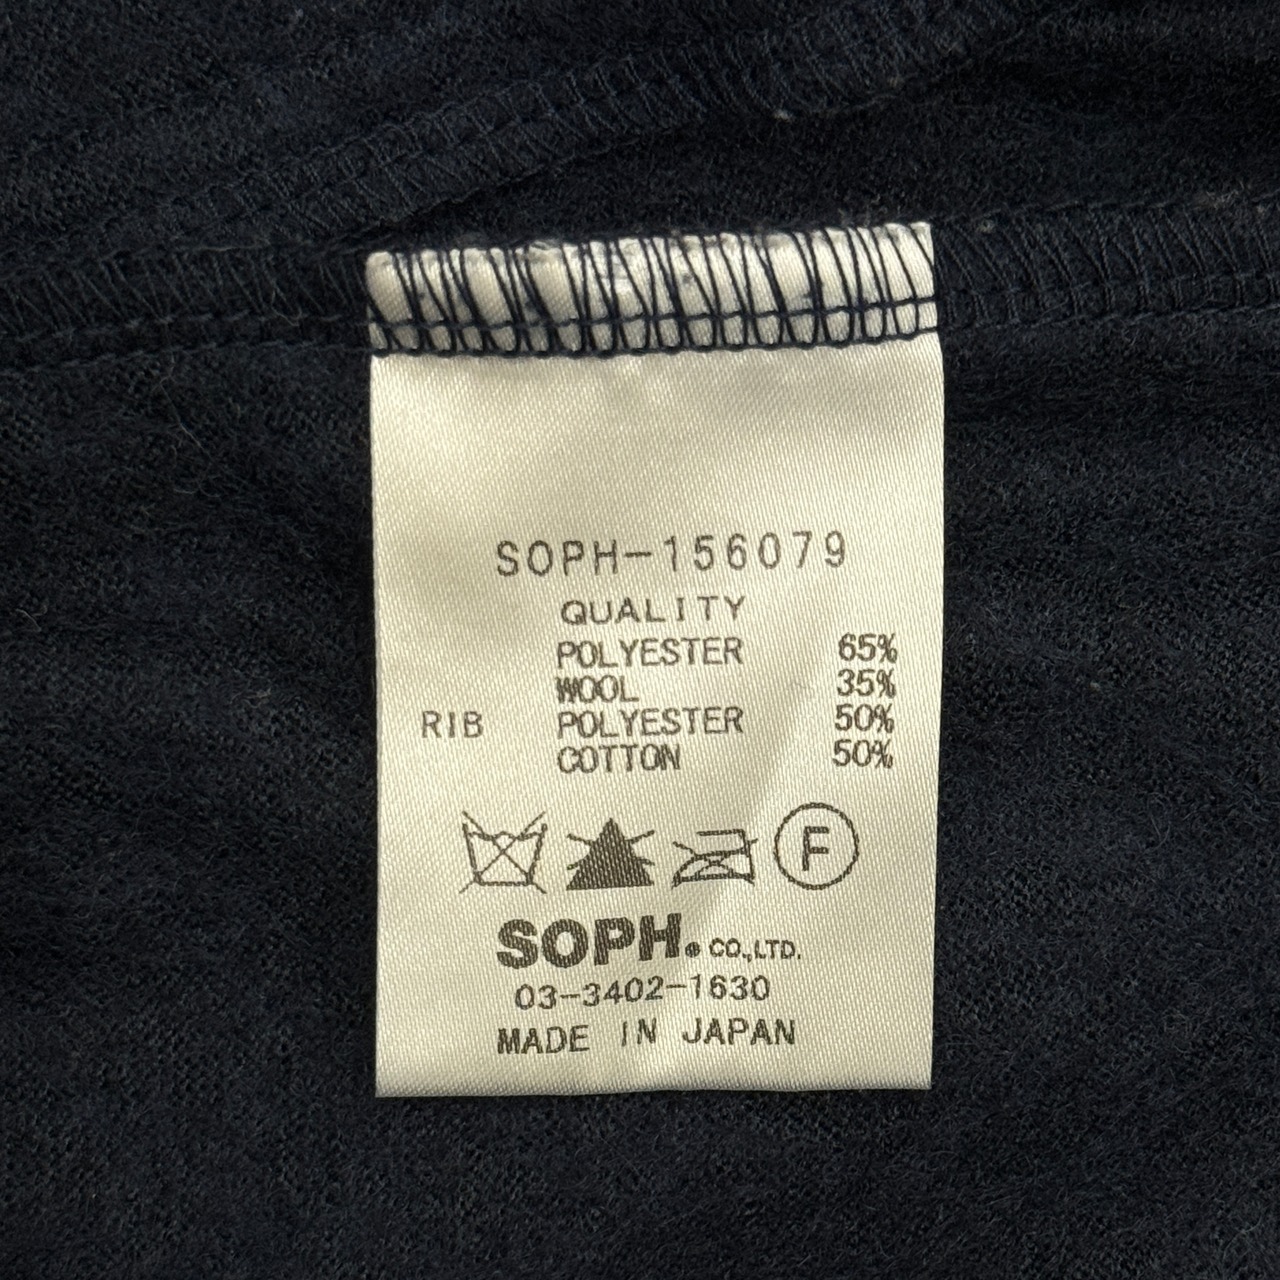 SOPH-156079
QUALITY
POLYESTER 65%
WOOL 35%
RIB POLYESTER 50%
COTTON 50%
F
SOPH. CO.,LTD.
03-3402-1630
MADE IN JAPAN